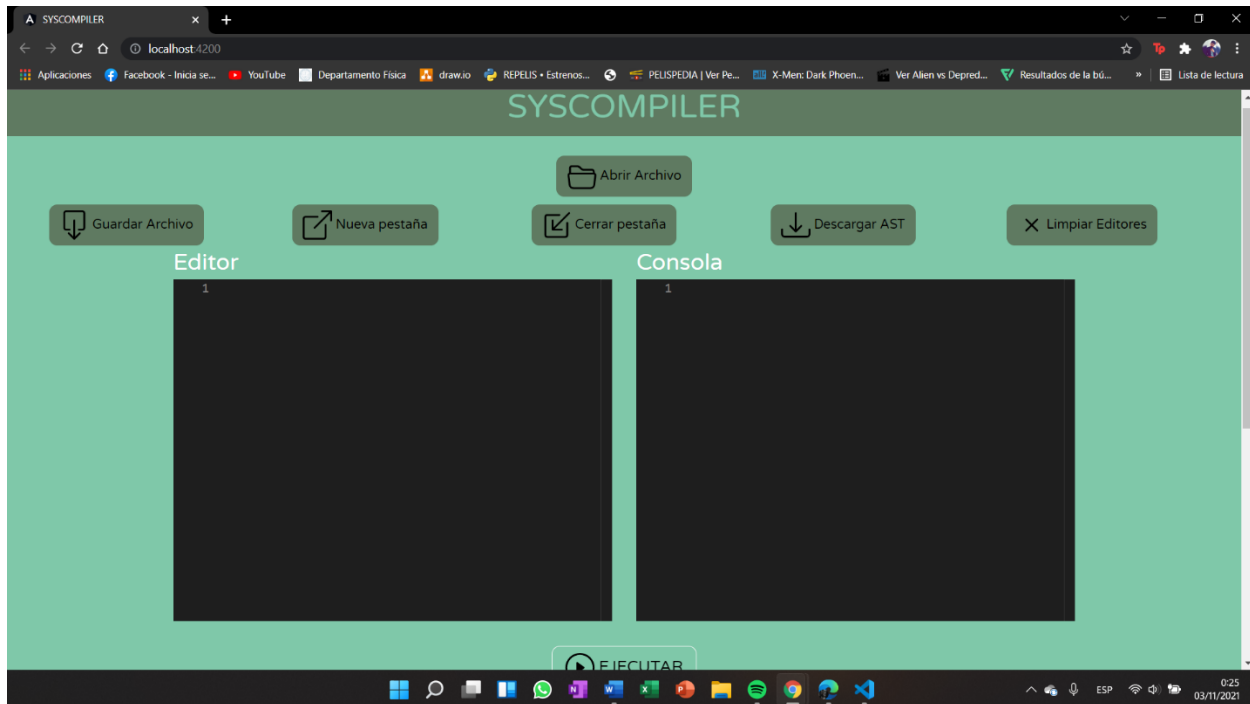 SYSCOMPILER
localhost:4200
Aplicaciones Facebook - Inicia se... YouTube Departamento Física draw.io REPELIS • Estrenos... PELISPEDIA | Ver Pe... X-Men: Dark Phoen... Ver Alien vs Depred... Resultados de la bú... » Lista de lectura
SYSCOMPILER
Abrir Archivo
Guardar Archivo Nueva pestaña Cerrar pestaña Descargar AST Limpiar Editores
Editor Consola
1 1
EJECUTAR
ESP 0:25
03/11/2021